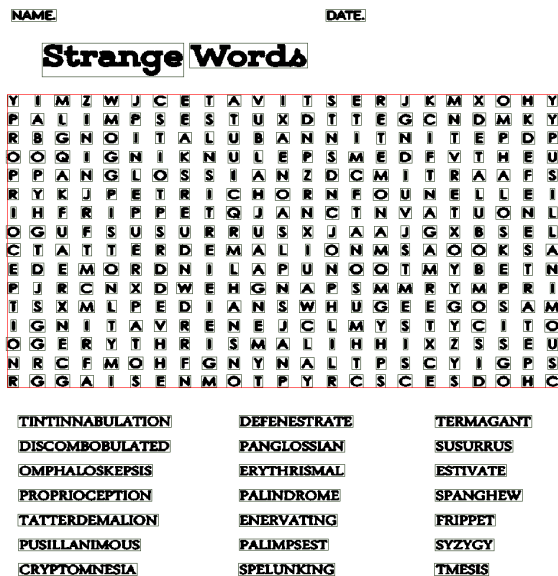 NAME. DATE.
Strange Words
Y I M Z W J C E T A V I T S E R J K M X O H Y
P A L I M P S E S T U X D T T E G C N D M K Y
R B G N O I T A L U B A N N I T N I T E P D P
O O Q I G N I K N U L E P S M E D F V T H E U
P P A N G L O S S I A N Z D C M I T R A A F S
R Y K J P E T R I C H O R N F O U N E L L E I
I H F R I P P E T Q J A N C T N V A T U O N L
O G U F S U S U R R U S X J A A J G X B S E L
C T A T T E R D E M A L I O N M S A O O K S A
E D E M O R D N I L A P U N O O T M Y B E T N
P J R C N X D W E H G N A P S M M R Y M P R I
T S X M L P E D I A N S W H U G E E G O S A M
I G N I T A V R E N E J C L M Y S T Y C I T O
O G E R Y T H R I S M A L I H H I X Z S S E U
N R C F M O H F G N Y N A L T P S C Y I G P S
R G G A I S E N M O T P Y R C S C E S D O H C
TINTINNABULATION DEFENESTRATE TERMAGANT
DISCOMBOBULATED PANGLOSSIAN SUSURRUS
OMPHALOSKEPSIS ERYTHRISMAL ESTIVATE
PROPRIOCEPTION PALINDROME SPANGHEW
TATTERDEMALION ENERVATING FRIPPET
PUSILLANIMOUS PALIMPSEST SYZYGY
CRYPTOMNESIA SPELUNKING TMESIS